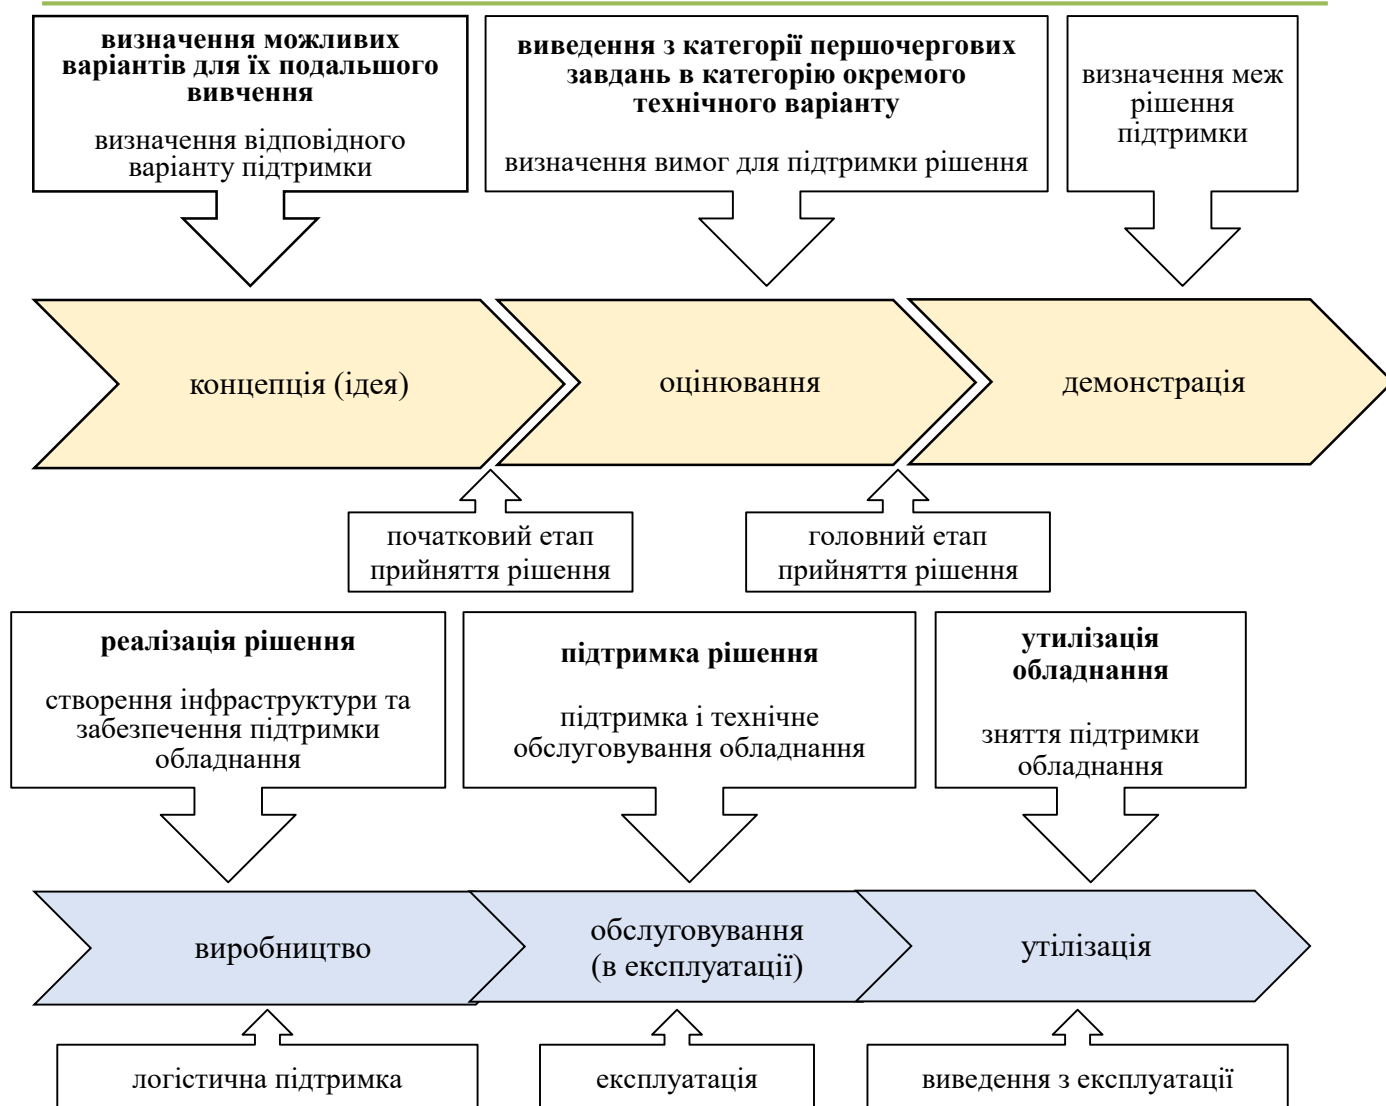 визначення можливих
варіантів для їх подальшого
вивчення
визначення відповідного
варіанту підтримки
виведення з категорії першочергових
завдань в категорію окремого
технічного варіанту
визначення вимог для підтримки рішення
визначення меж
рішення
підтримки
концепція (ідея)
оцінювання
демонстрація
початковий етап
прийняття рішення
головний етап
прийняття рішення
реалізація рішення
створення інфраструктури та
забезпечення підтримки
обладнання
підтримка рішення
підтримка і технічне
обслуговування обладнання
утилізація
обладнання
зняття підтримки
обладнання
виробництво
обслуговування
(в експлуатації)
утілізація
логістична підтримка
експлуатація
виведення з експлуатації